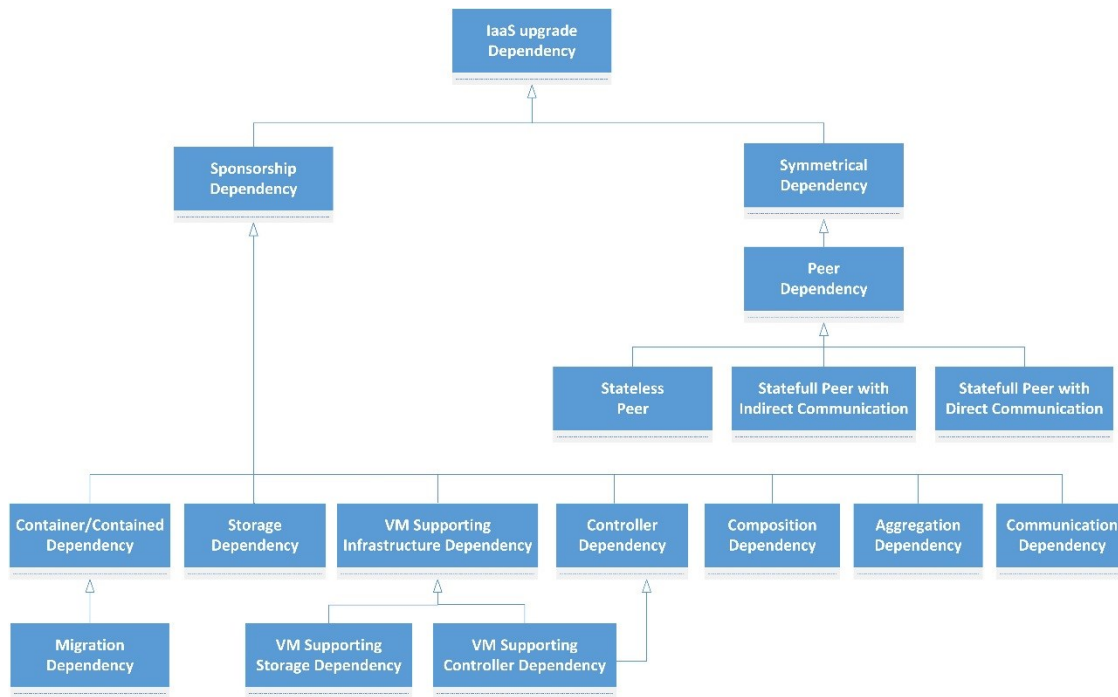 IaaS upgrade
Dependency
Sponsorship
Dependency
Symmetrical
Dependency
Peer
Dependency
Stateless
Peer
Statefull Peer with
Indirect Communication
Statefull Peer with
Direct Communication
Container/Contained
Dependency
Storage
Dependency
VM Supporting
Infrastructure Dependency
Controller
Dependency
Composition
Dependency
Aggregation
Dependency
Communication
Dependency
Migration
Dependency
VM Supporting
Storage Dependency
VM Supporting
Controller Dependency